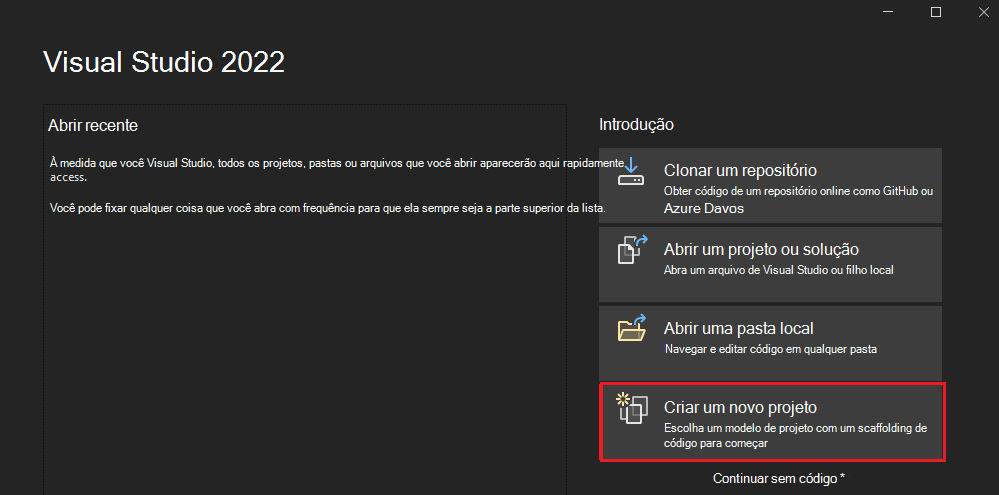 Visual Studio 2022
Abrir recente
À medida que você Visual Studio, todos os projetos, pastas ou arquivos que você abrir aparecerão aqui rapidamente
access.
Você pode fixar qualquer coisa que você abra com frequência para que ela sempre seja a parte superior da lista.
Introdução
Clonar um repositório
Obter código de um repositório online como GitHub ou
Azure Davos
Abrir um projeto ou solução
Abra um arquivo de Visual Studio ou filho local
Abrir uma pasta local
Navegar e editar código em qualquer pasta
Criar um novo projeto
Escolha um modelo de projeto com um scaffolding de
código para começar
Continuar sem código *